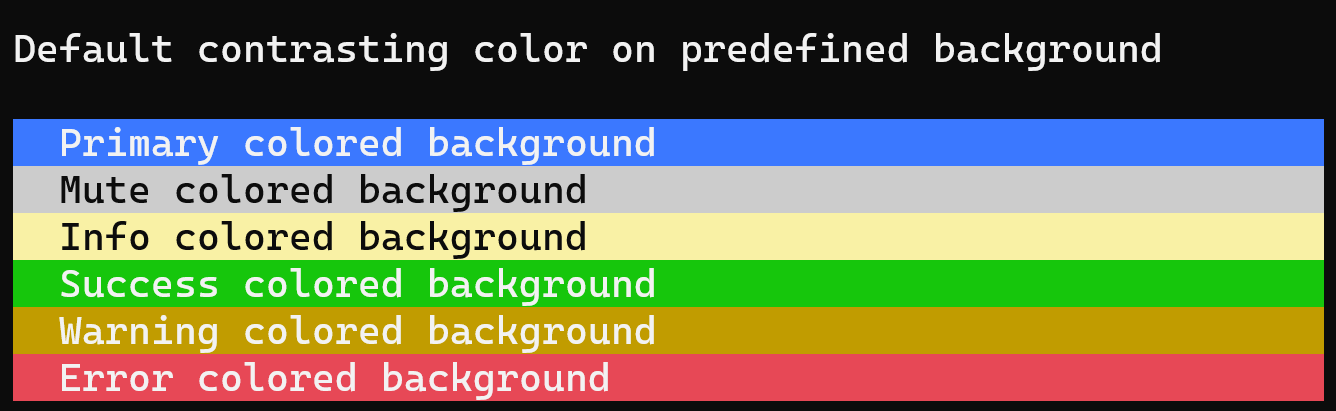 Default contrasting color on predefined background
Primary colored background
Mute colored background
Info colored background
Success colored background
Warning colored background
Error colored background